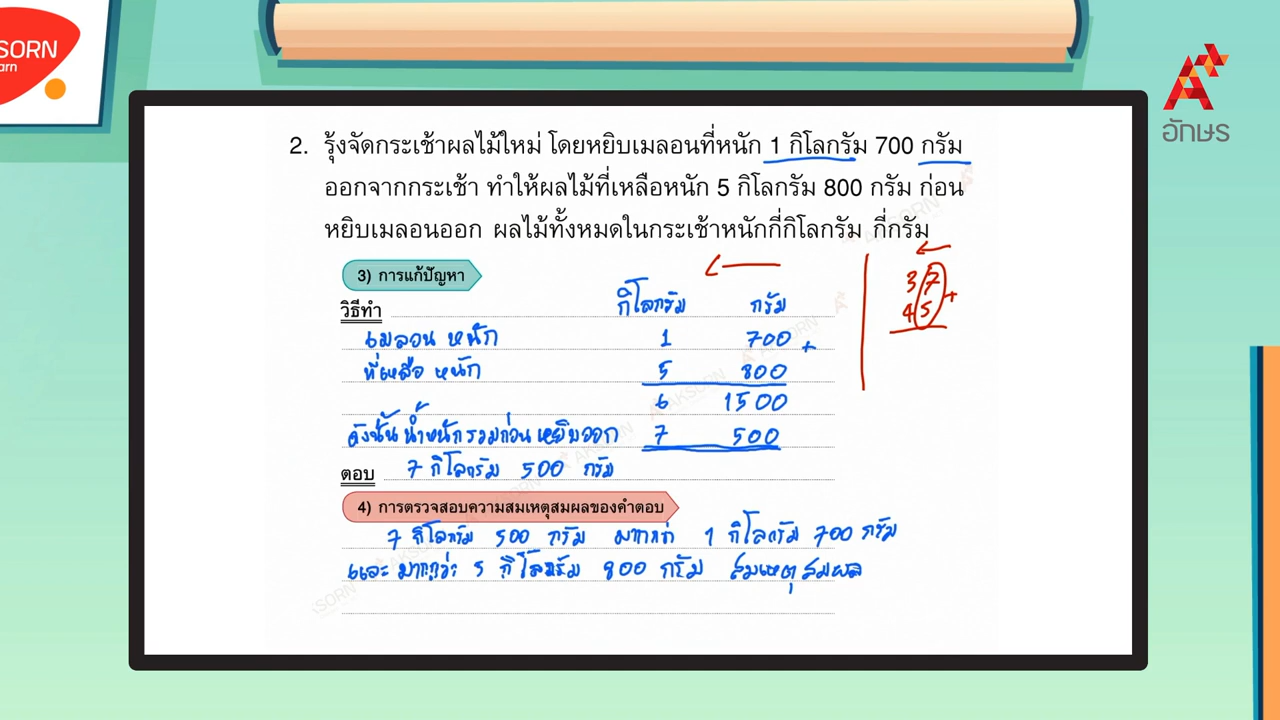 SORN
arn
อักษร
2. รุ้งจัดกระเช้าผลไม้ใหม่ โดยหยิบเมลอนที่หนัก 1 กิโลกรัม 700 กรัม
ออกจากกระเช้า ทำให้ผลไม้ที่เหลือหนัก 5 กิโลกรัม 800 กรัม ก่อน
หยิบเมลอนออก ผลไม้ทั้งหมดในกระเช้าหนักกี่กิโลกรัม กี่กรัม
3) การแก้ปัญหา
วิธีทำ กิโลกรัม กรัม
เมลอน หนัก 1 700 +
ที่เหลือ หนัก 5 800
6 1500
ดังนั้น น้ำหนักรวมก่อนหยิบออก 7 500
37
45 +
ตอบ 7 กิโลกรัม 500 กรัม
4) การตรวจสอบความสมเหตุสมผลของคำตอบ
7 กิโลกรัม 500 กรัม มากกว่า 1 กิโลกรัม 700 กรัม
และ มากกว่า 5 กิโลกรัม 800 กรัม สมเหตุสมผล
AKSORN